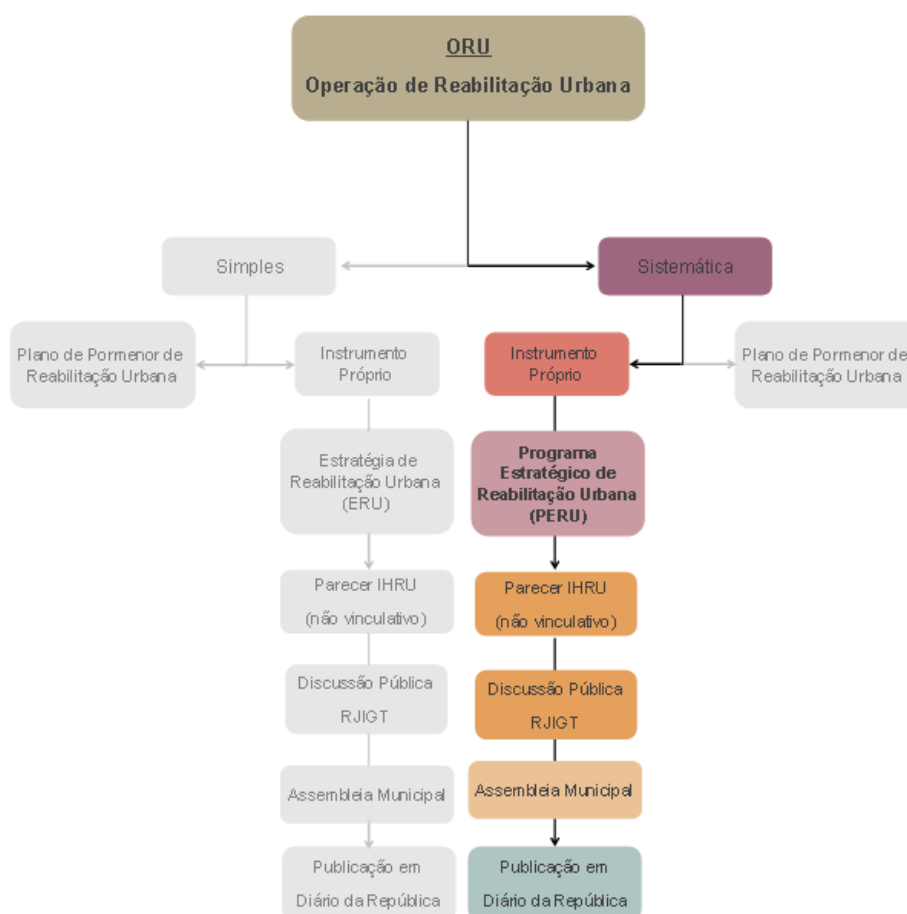 ORU
Operação de Reabilitação Urbana
Simples
Sistemática
Plano de Pormenor de
Reabilitação Urbana
Instrumento
Próprio
Instrumento
Próprio
Plano de Pormenor de
Reabilitação Urbana
Estratégia de
Reabilitação Urbana
(ERU)
Programa
Estratégico de
Reabilitação Urbana
(PERU)
Parecer IHRU
(não vinculativo)
Parecer IHRU
(não vinculativo)
Discussão Pública
RJIGT
Discussão Pública
RJIGT
Assembleia Municipal
Assembleia Municipal
Publicação em
Diário da República
Publicação em
Diário da República